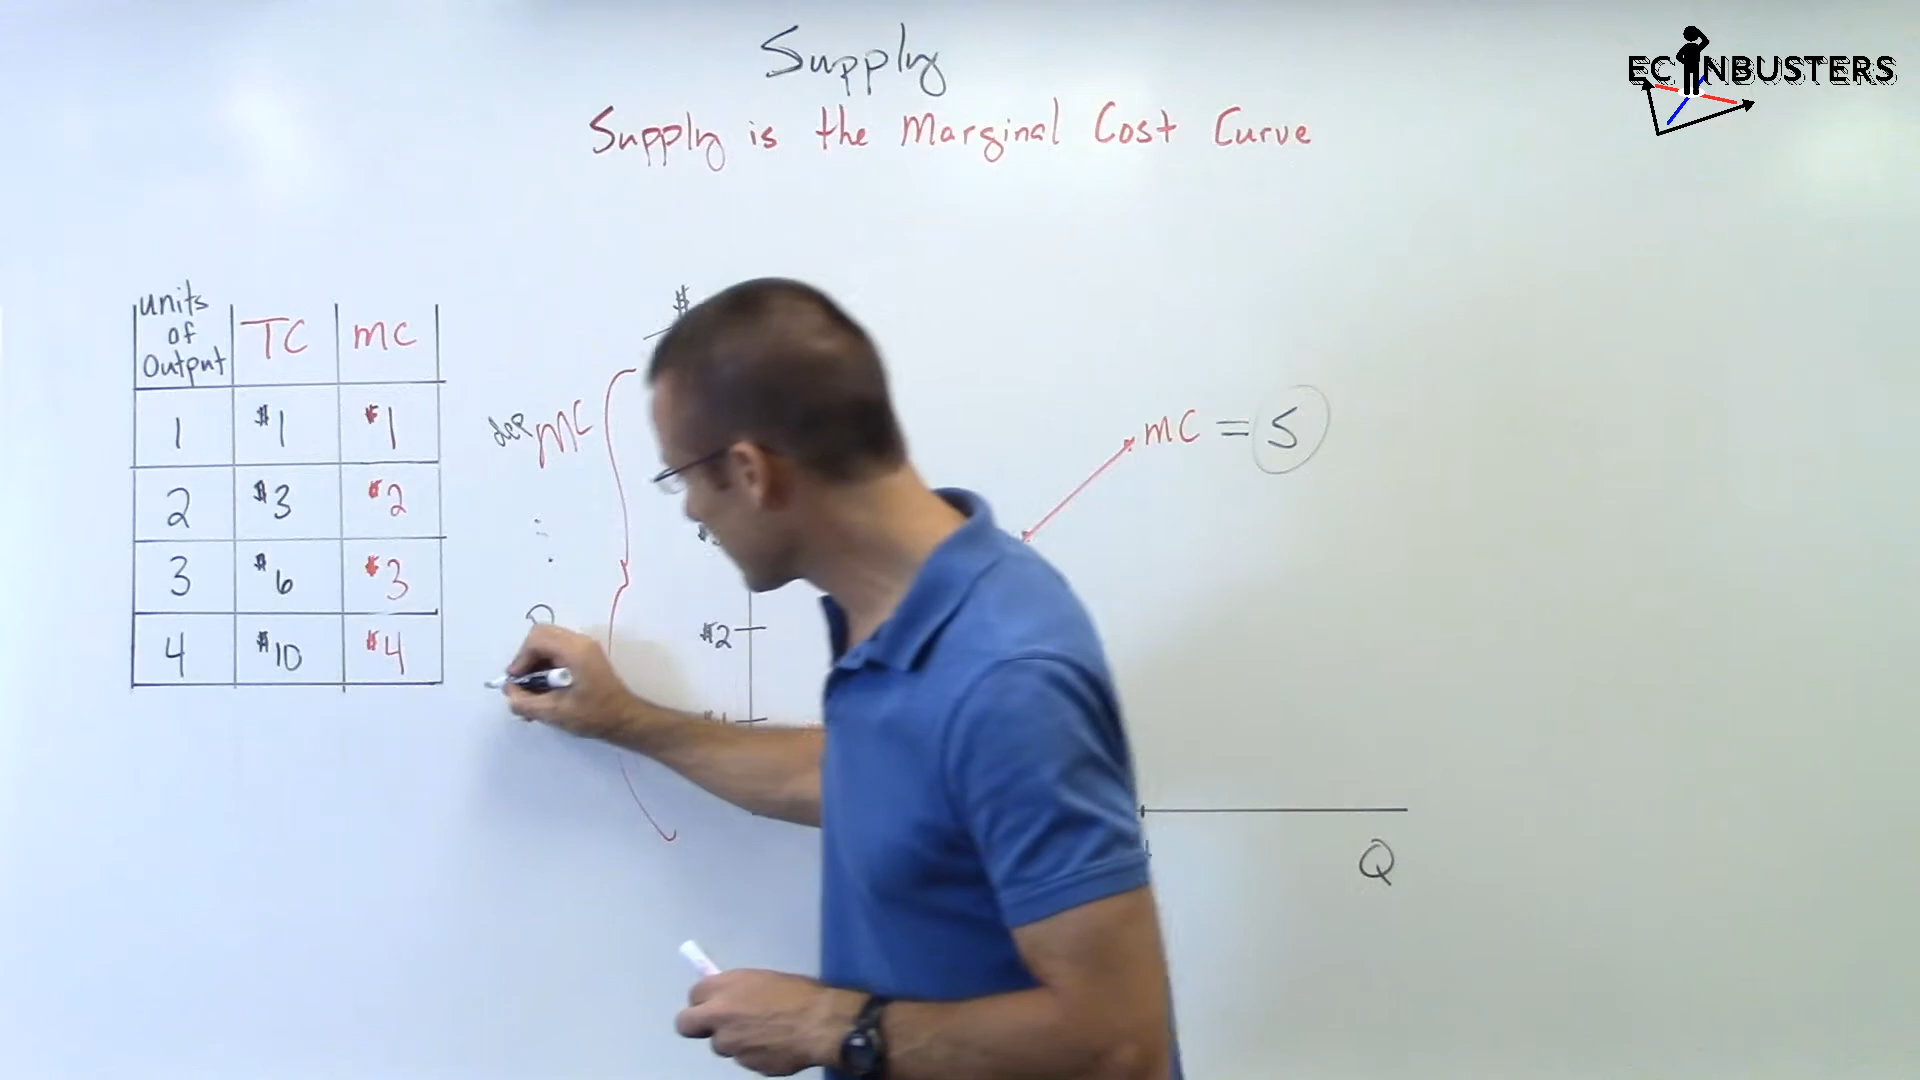 Supply
ECONBUSTERS
Supply is the Marginal Cost Curve
units of Output TC MC
1 $1 $1
2 $3 $2
3 $6 $3
4 $10 $4
$
MC
MC = S
$2
Q